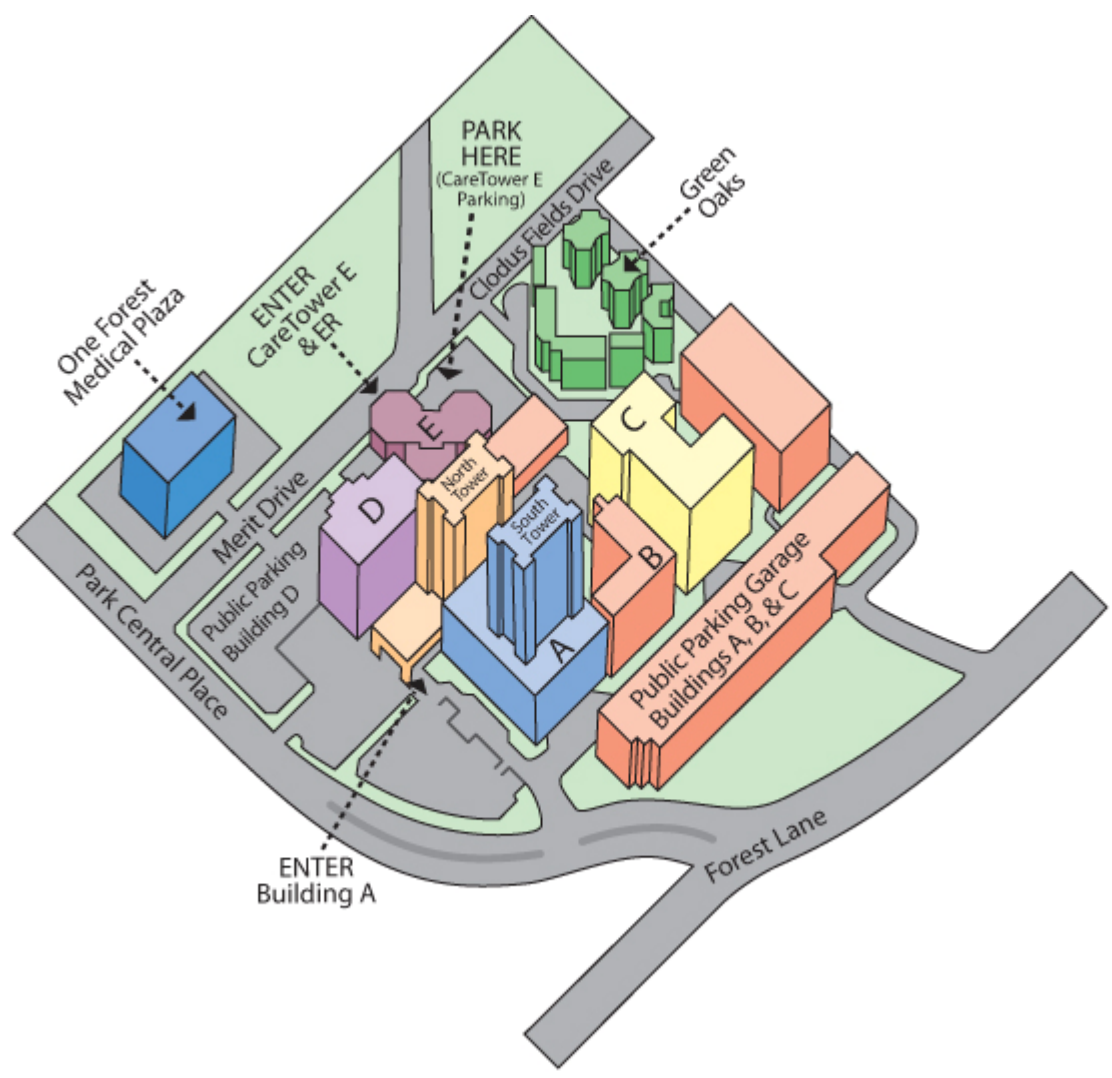 PARK
HERE
(CareTower E
Parking)
Green
Oaks
Clodus Fields Drive
ENTER
CareTower E
& ER
One Forest
Medical Plaza
C
E
North
Tower
D
South
Tower
Merit Drive
B
Public Parking
Building D
Park Central Place
A
Public Parking Garage
Buildings A, B, & C
ENTER
Building A
Forest Lane